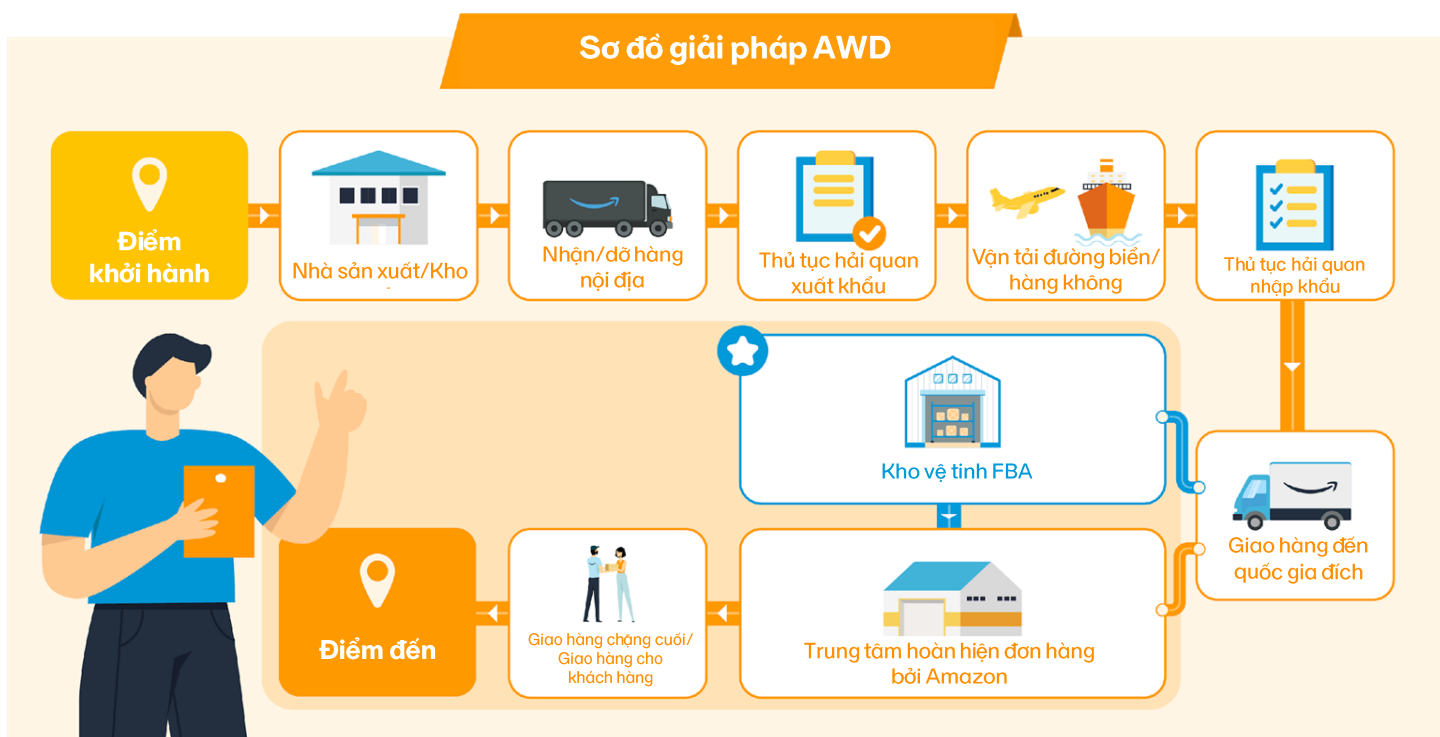 Sơ đồ giải pháp AWD
Điểm
khởi hành
Nhà sản xuất/Kho
Nhận/dỡ hàng
nội địa
Thủ tục hải quan
xuất khẩu
Vận tải đường biển/
hàng không
Thủ tục hải quan
nhập khẩu
Giao hàng đến
quốc gia đích
Kho vệ tinh FBA
Trung tâm hoàn hiện đơn hàng
bởi Amazon
Giao hàng chặng cuối/
Giao hàng cho
khách hàng
Điểm đến